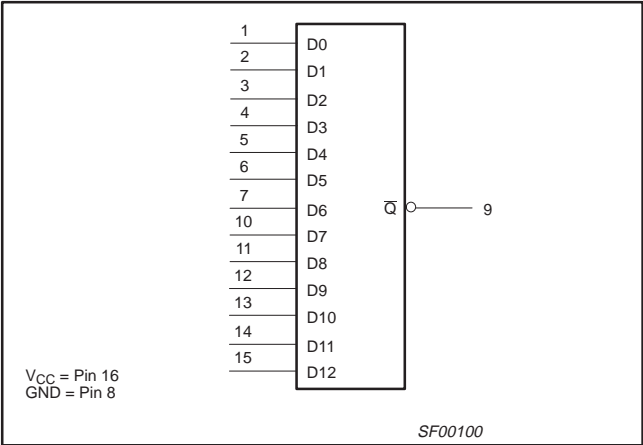 1 D0
2 D1
3 D2
4 D3
5 D4
6 D5
7 D6 Q̅ 9
10 D7
11 D8
12 D9
13 D10
14 D11
15 D12
VCC = Pin 16
GND = Pin 8
SF00100